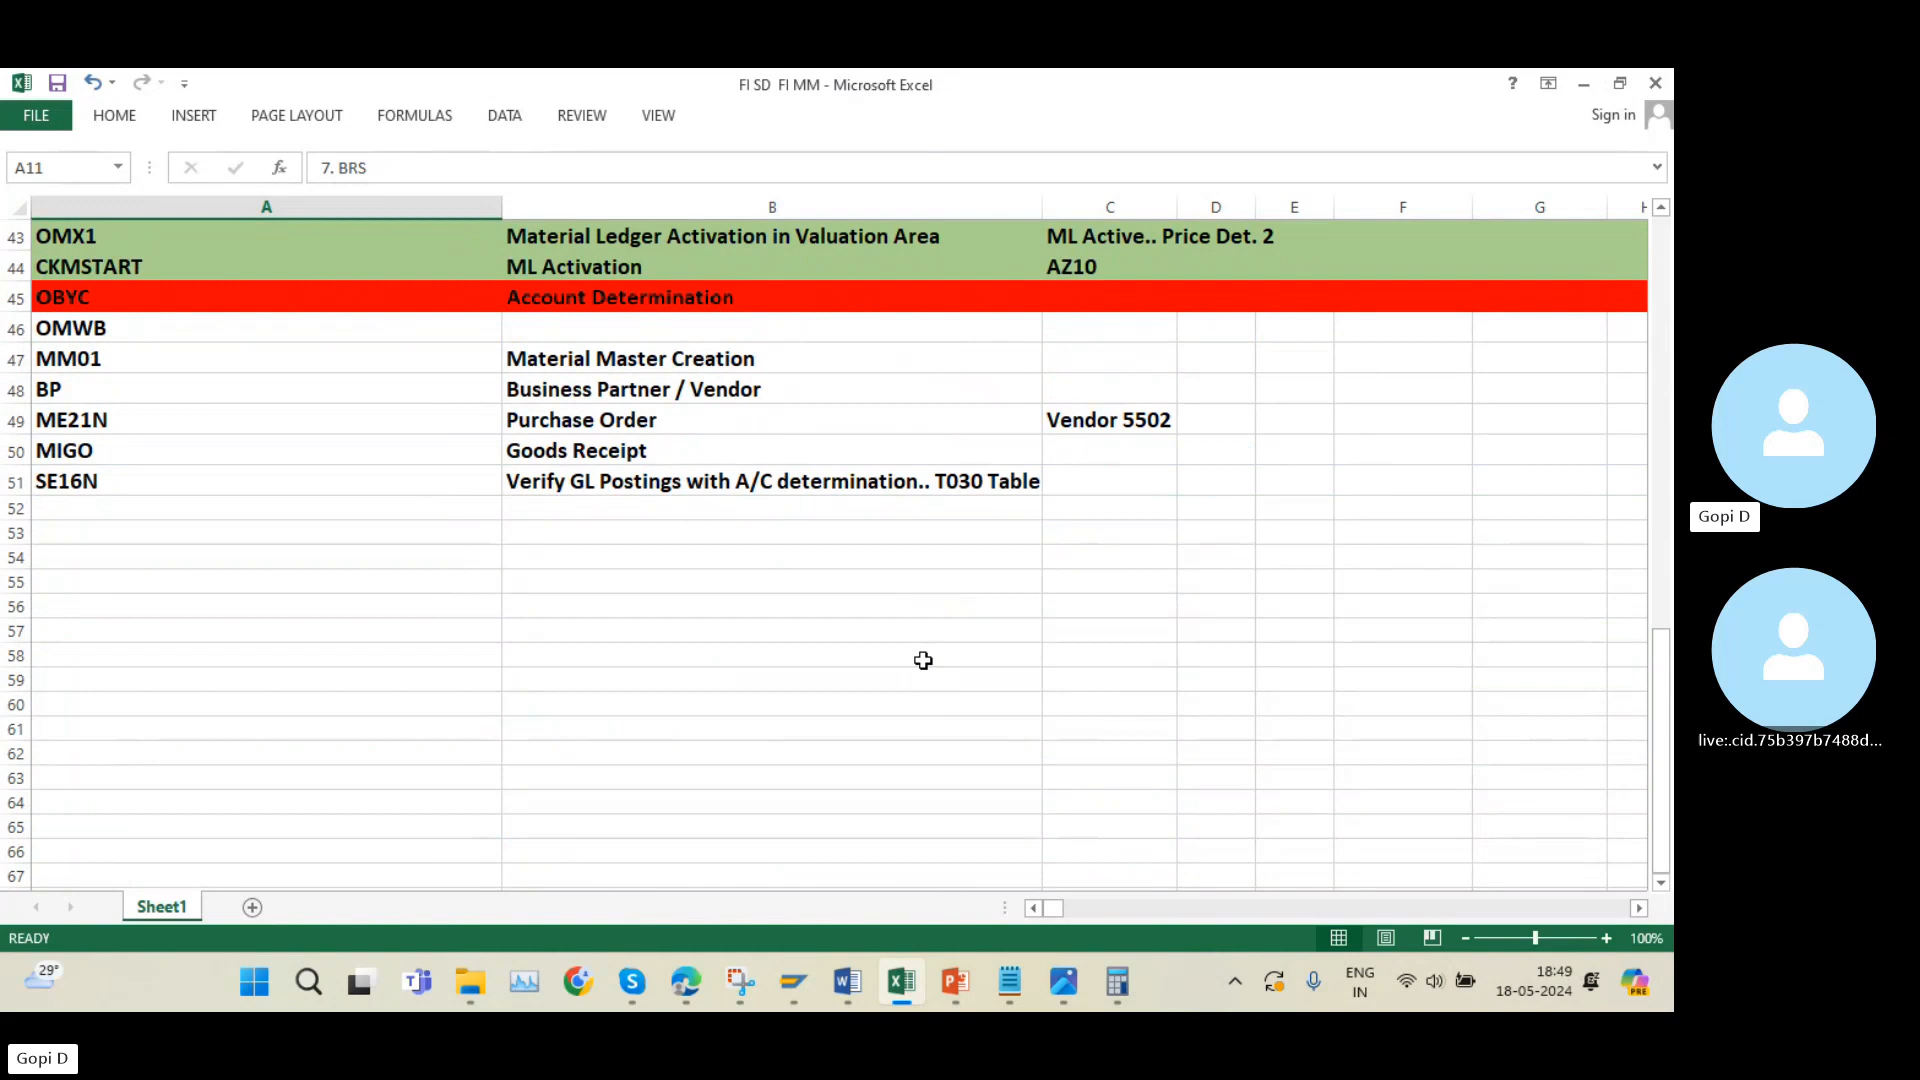 FI SD FI MM - Microsoft Excel
?
FILE HOME INSERT PAGE LAYOUT FORMULAS DATA REVIEW VIEW Sign in
A11 fx 7. BRS
A B C D E F G H
43 OMX1 Material Ledger Activation in Valuation Area ML Active.. Price Det. 2
44 CKMSTART ML Activation AZ10
45 OBYC Account Determination
46 OMWB
47 MM01 Material Master Creation
48 BP Business Partner / Vendor
49 ME21N Purchase Order Vendor 5502
50 MIGO Goods Receipt
51 SE16N Verify GL Postings with A/C determination.. T030 Table
52
53
54
55
56
57
58
59
60
61
62
63
64
65
66
67
Sheet1
READY 100%
29° ENG IN 18:49 18-05-2024 PRE
Gopi D
live:.cid.75b397b7488d...
Gopi D